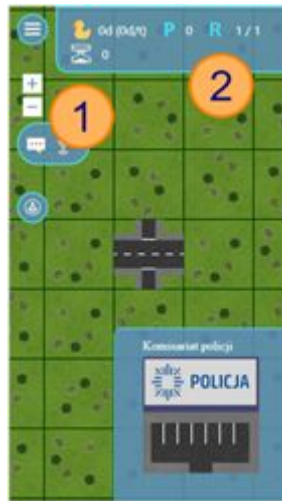 0d (0d/t) P 0 R 1 / 1
0
+
−
1
2
Komisariat policji
POLICJA